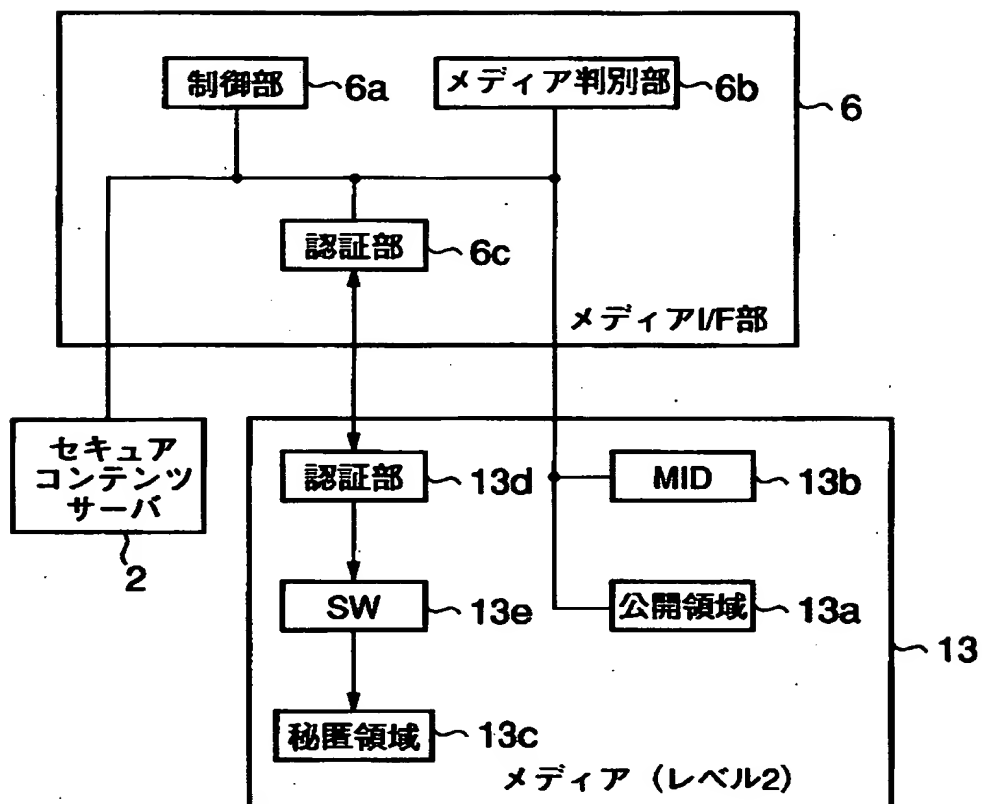 制御部
6a
メディア判別部
6b
6
認証部
6c
メディアI/F部
セキュア
コンテンツ
サーバ
2
認証部
13d
MID
13b
SW
13e
公開領域
13a
13
秘匿領域
13c
メディア（レベル2）